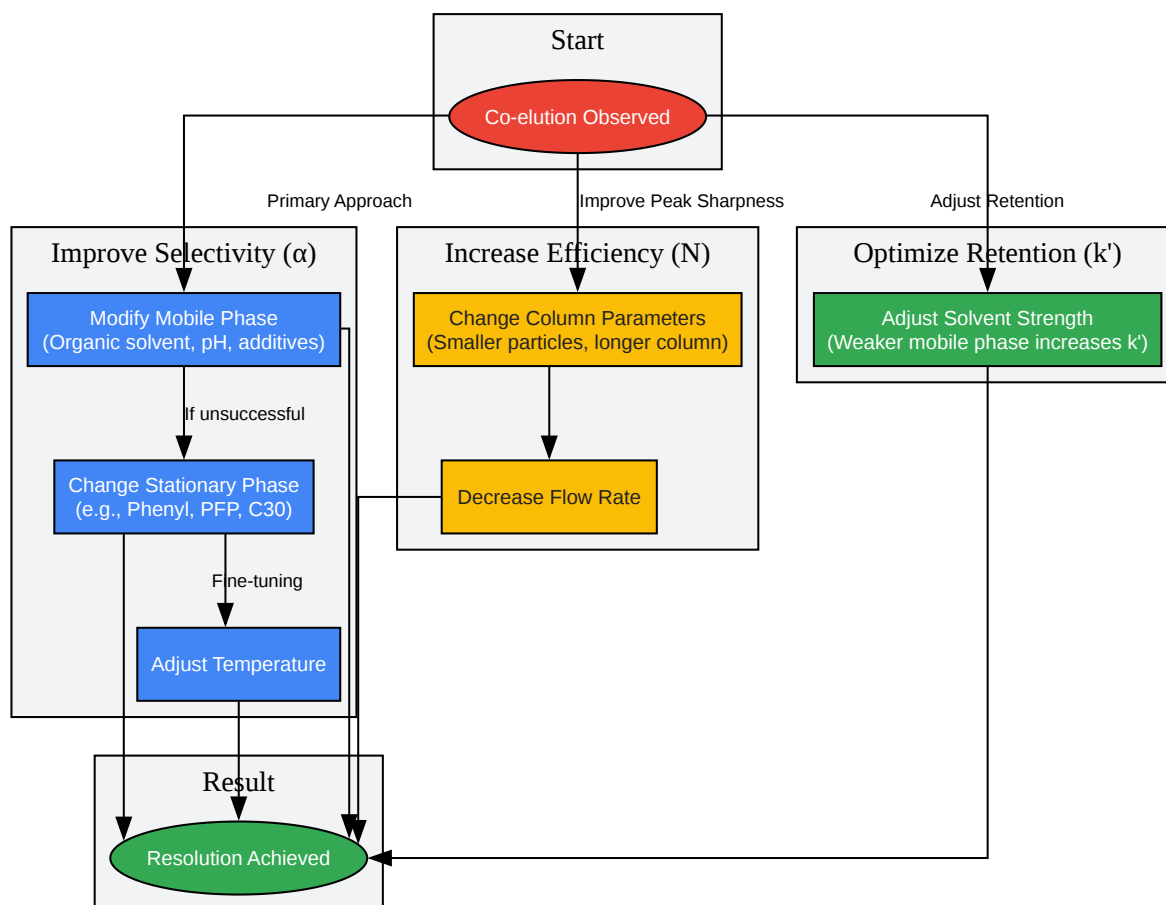 Start
Co-elution Observed
Primary Approach
Improve Peak Sharpness
Adjust Retention
Improve Selectivity (α)
Increase Efficiency (N)
Optimize Retention (k')
Modify Mobile Phase
(Organic solvent, pH, additives)
Change Column Parameters
(Smaller particles, longer column)
Adjust Solvent Strength
(Weaker mobile phase increases k')
If unsuccessful
Change Stationary Phase
(e.g., Phenyl, PFP, C30)
Decrease Flow Rate
Fine-tuning
Adjust Temperature
Result
Resolution Achieved